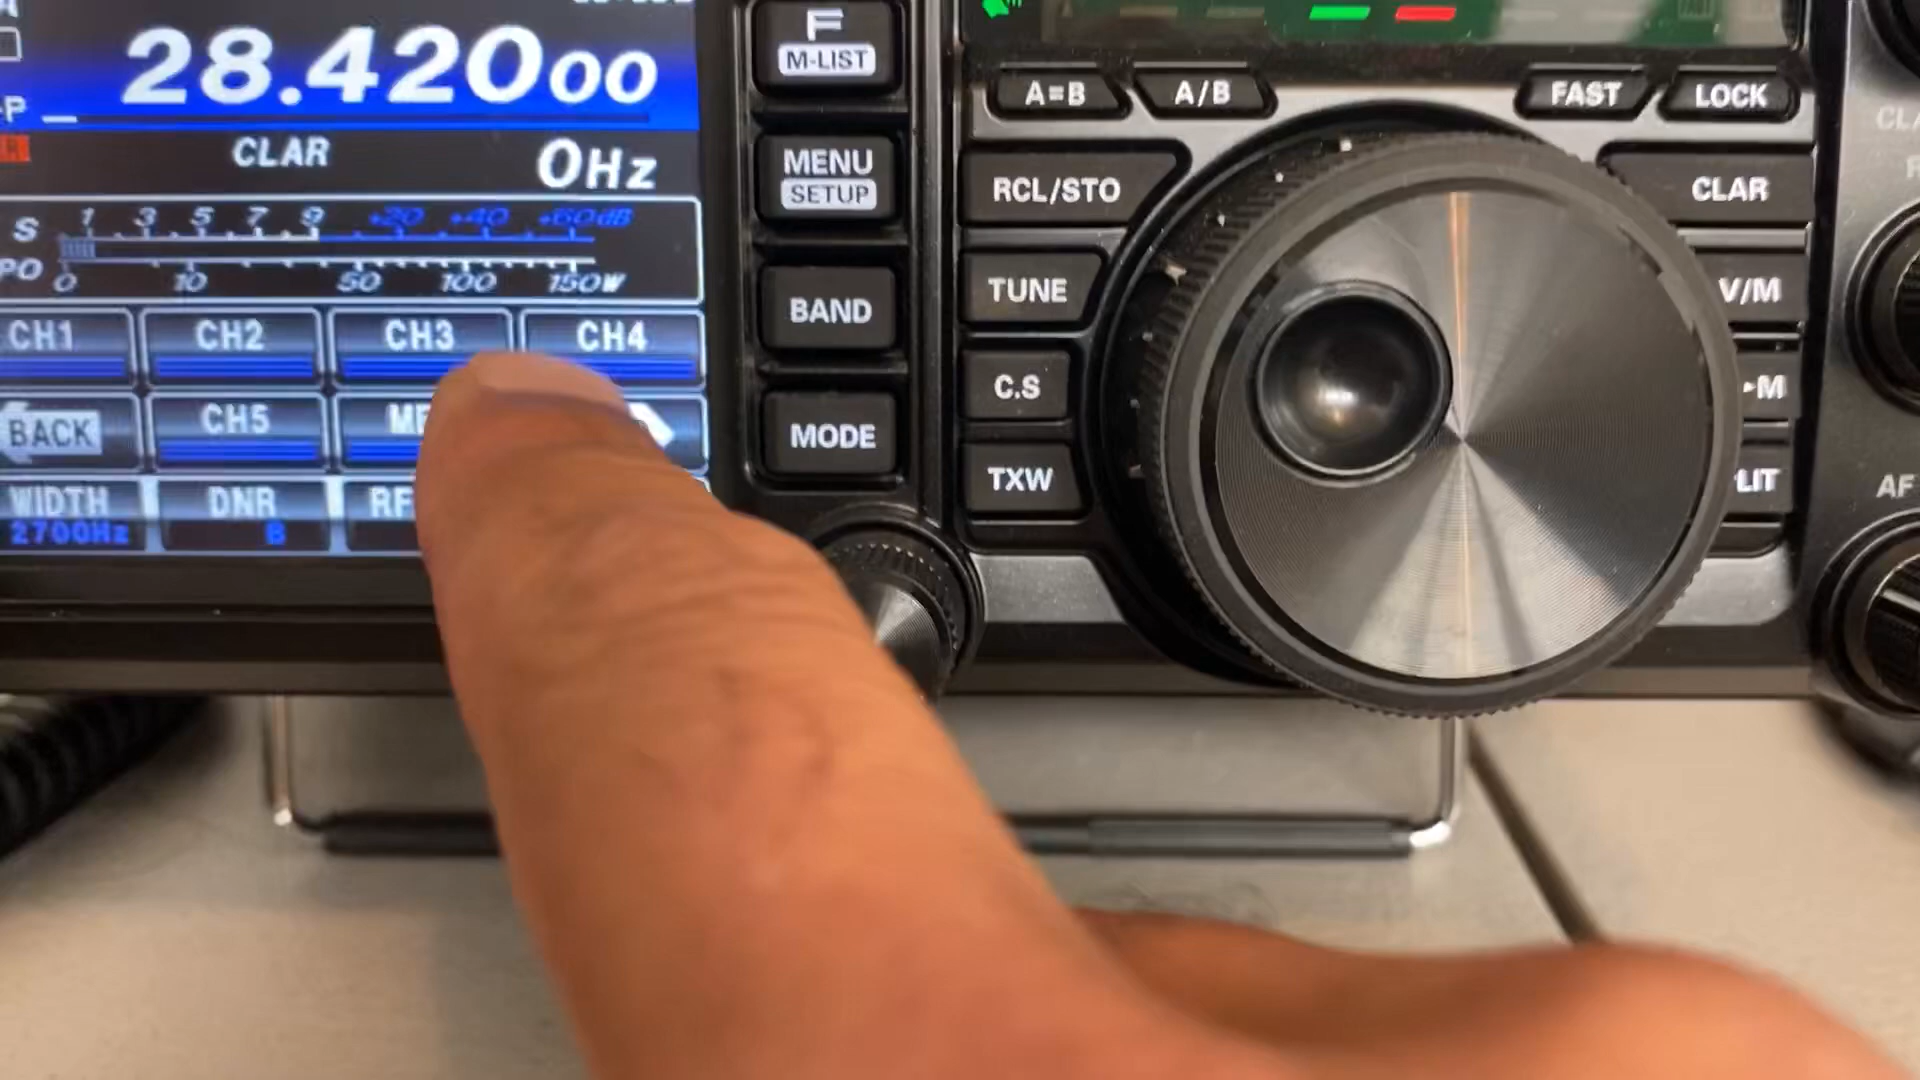 28.42000
P
CLAR 0Hz
S 1 3 5 7 9 +20 +40 +60dB
PO 0 10 50 100 150W
CH1 CH2 CH3 CH4
BACK CH5
WIDTH DNR RF
2700Hz B
F
M-LIST
MENU
SETUP
BAND
MODE
A=B A/B
FAST LOCK
RCL/STO
TUNE
C.S
TXW
CLAR
V/M
▸M
LIT
AF